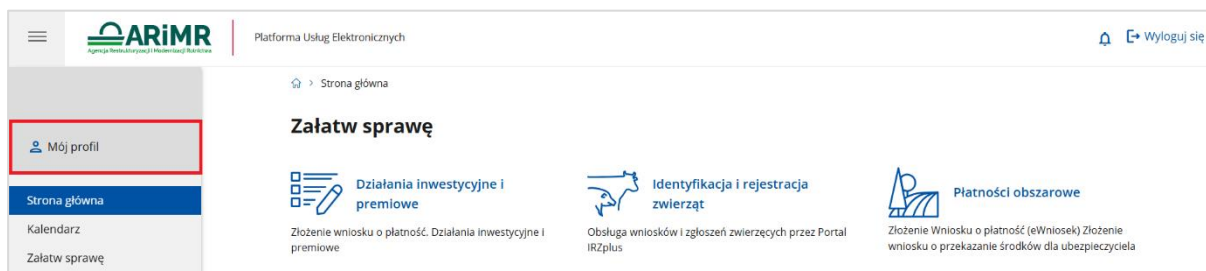 ARiMR
Agencja Restrukturyzacji i Modernizacji Rolnictwa
Platforma Usług Elektronicznych
Wyloguj się
Strona główna
Mój profil
Strona główna
Kalendarz
Załatw sprawę
Załatw sprawę
Działania inwestycyjne i
premiowe
Złożenie wniosku o płatność. Działania inwestycyjne i
premiowe
Identyfikacja i rejestracja
zwierząt
Obsługa wniosków i zgłoszeń zwierzęcych przez Portal
IRZplus
Płatności obszarowe
Złożenie Wniosku o płatność (eWniosek) Złożenie
wniosku o przekazanie środków dla ubezpieczyciela